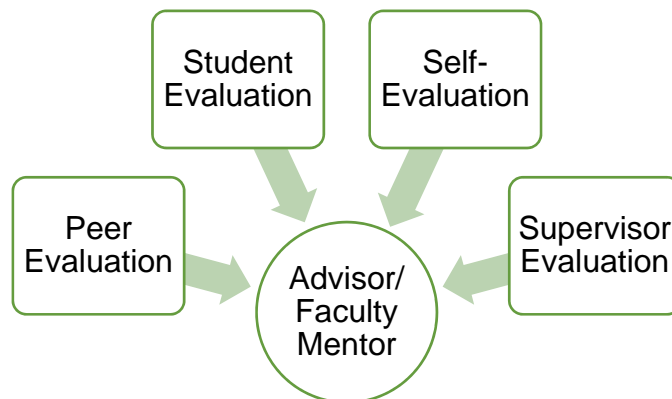 Student
Evaluation
Self-
Evaluation
Peer
Evaluation
Supervisor
Evaluation
Advisor/
Faculty
Mentor